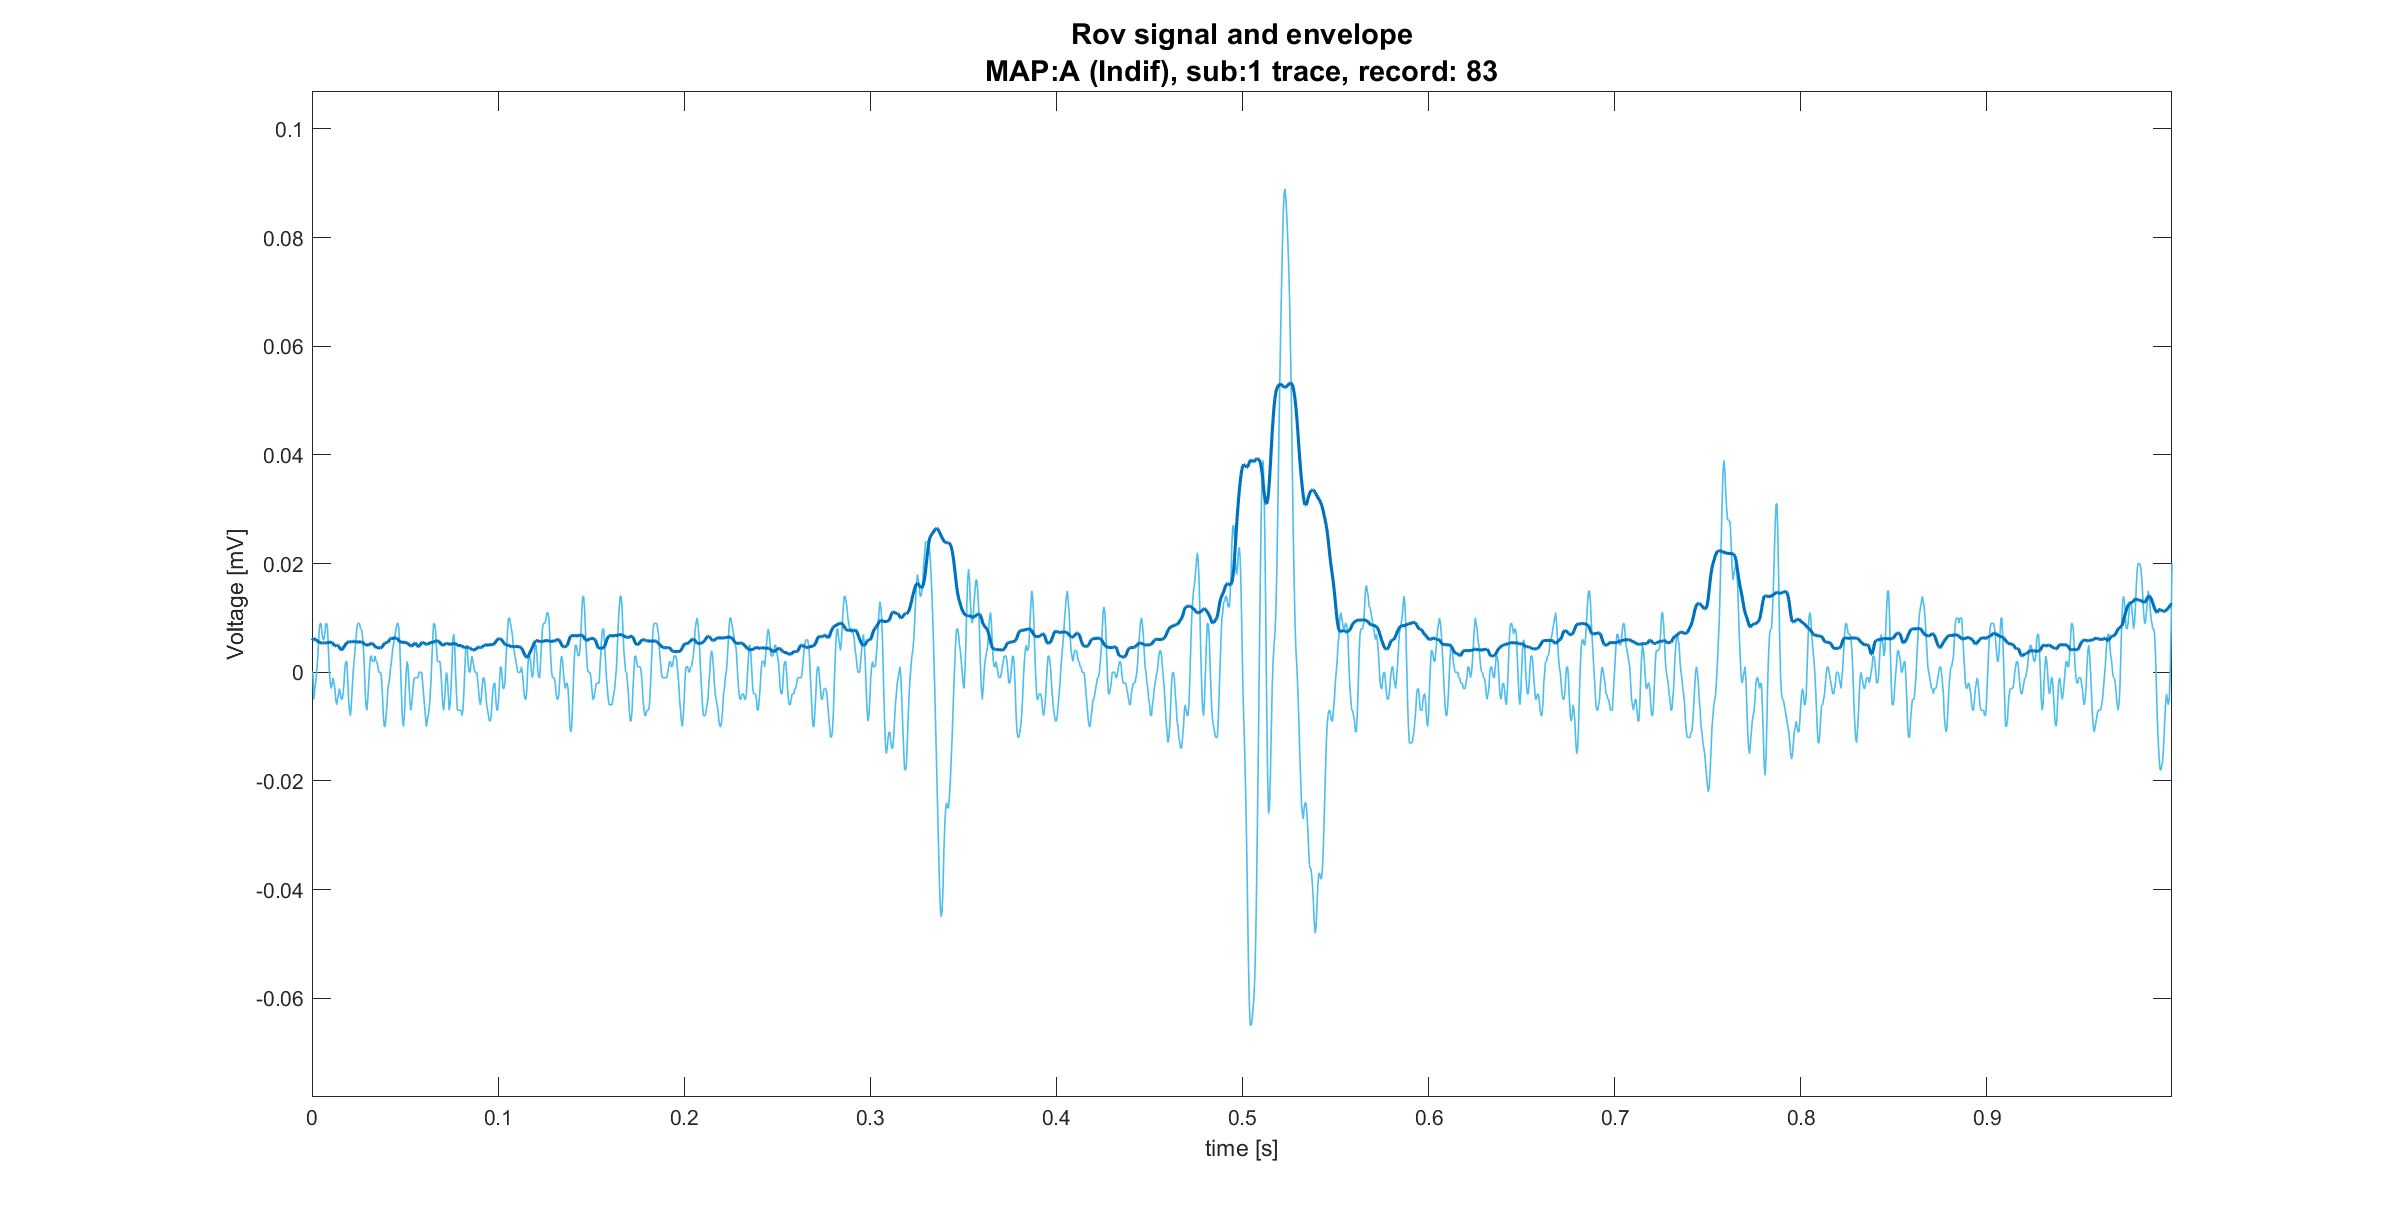 Rov signal and envelope
MAP:A (Indif), sub:1 trace, record: 83
0.1
0.08
0.06
0.04
0.02
0
-0.02
-0.04
-0.06
Voltage [mV]
0 0.1 0.2 0.3 0.4 0.5 0.6 0.7 0.8 0.9
time [s]